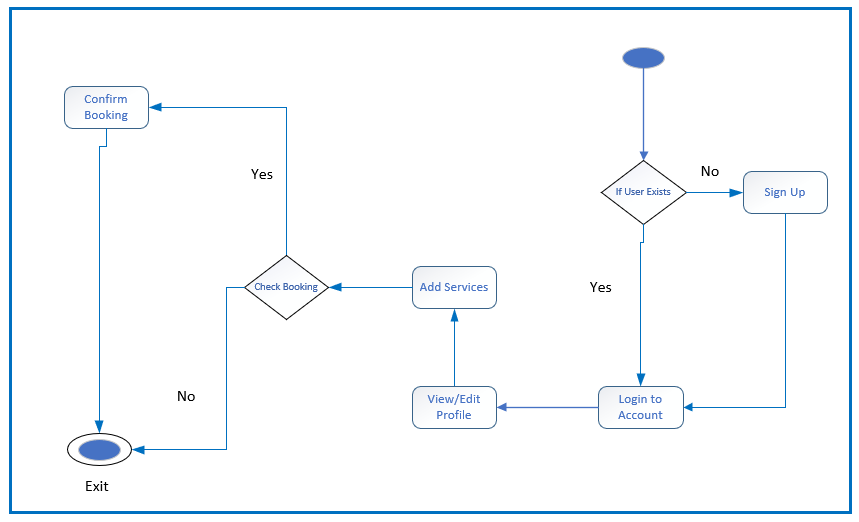 Confirm
Booking
Yes
If User Exists
No
Sign Up
Yes
Check Booking
Add Services
No
View/Edit
Profile
Login to
Account
Exit